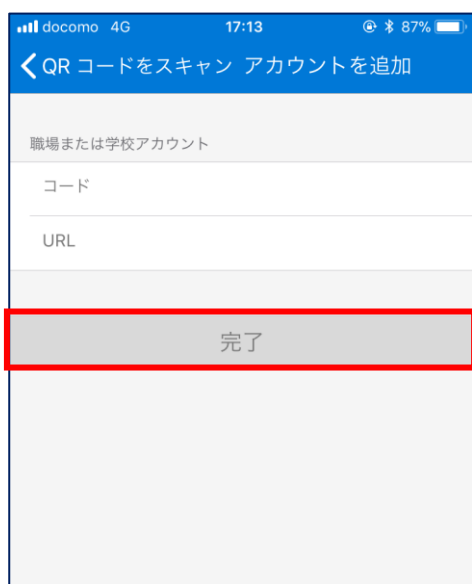 docomo 4G 17:13 87%
QR コードをスキャン アカウントを追加
職場または学校アカウント
コード
URL
完了